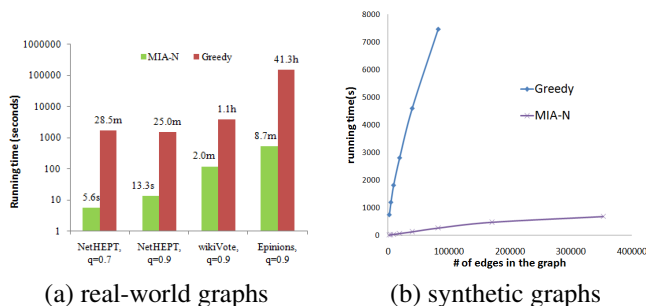 1000000
100000
10000
1000
100
10
1
Running time (seconds)
MIA-N
Greedy
5.6s
28.5m
13.3s
25.0m
2.0m
1.1h
8.7m
41.3h
NetHEPT,
q=0.7
NetHEPT,
q=0.9
wikiVote,
q=0.9
Epinions,
q=0.9
(a) real-world graphs
8000
7000
6000
5000
4000
3000
2000
1000
0
running time(s)
Greedy
MIA-N
0
100000
200000
300000
400000
# of edges in the graph
(b) synthetic graphs